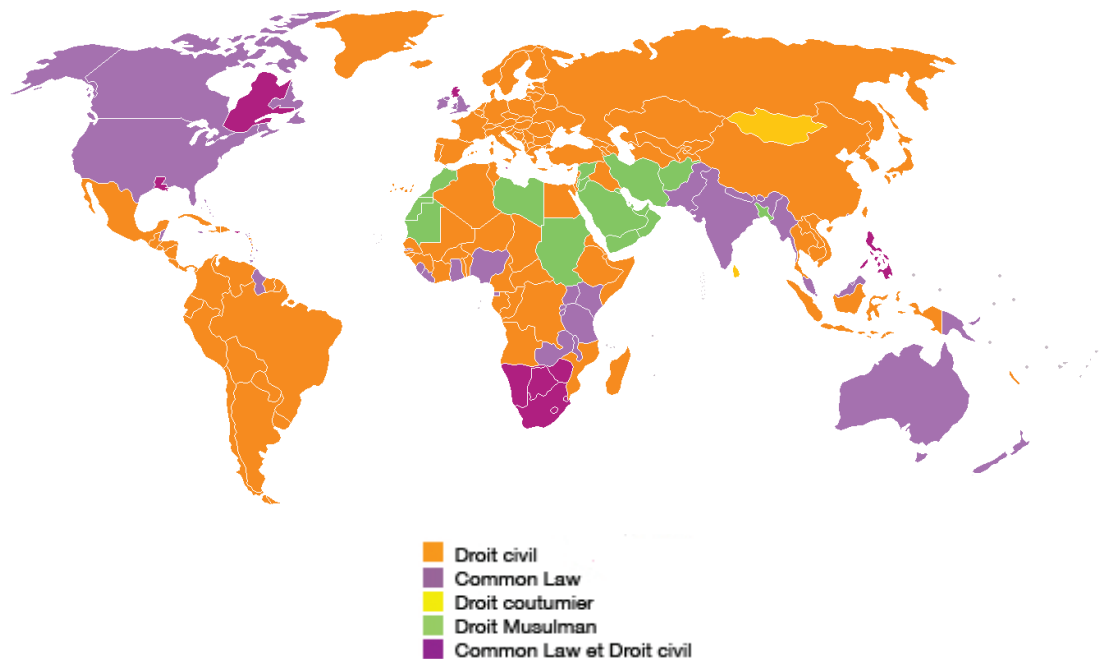 Droit civil
Common Law
Droit coutumier
Droit Musulman
Common Law et Droit civil